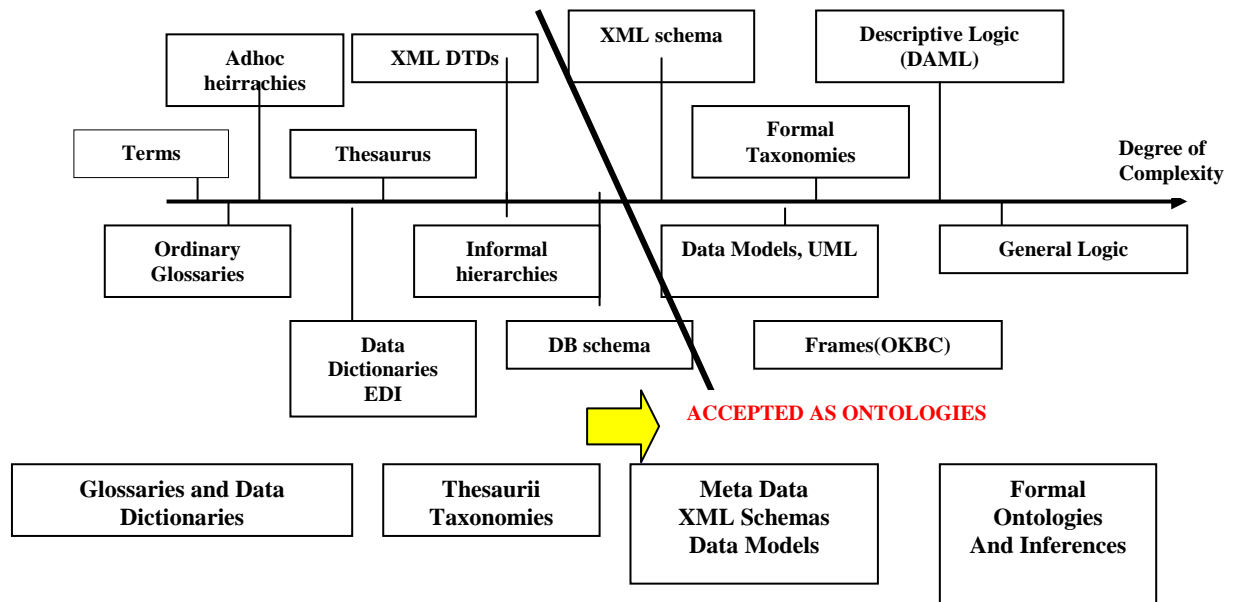 XML schema
Descriptive Logic
(DAML)
Adhoc
heirrachies
XML DTDs
Formal
Taxonomies
Terms
Thesaurus
Degree of
Complexity
Ordinary
Glossaries
Informal
hierarchies
Data Models, UML
General Logic
Data
Dictionaries
EDI
DB schema
Frames(OKBC)
ACCEPTED AS ONTOLOGIES
Glossaries and Data
Dictionaries
Thesaurii
Taxonomies
Meta Data
XML Schemas
Data Models
Formal
Ontologies
And Inferences